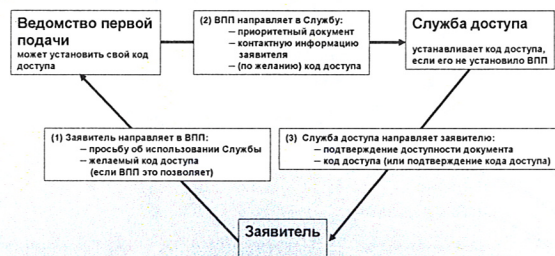 Ведомство первой
подачи
может установить свой код
доступа
(2) ВПП направляет в Службу:
– приоритетный документ
– контактную информацию
заявителя
– (по желанию) код доступа
Служба доступа
устанавливает код доступа,
если его не установило ВПП
(1) Заявитель направляет в ВПП:
– просьбу об использовании Службы
– желаемый код доступа
(если ВПП это позволяет)
(3) Служба доступа направляет заявителю:
– подтверждение доступности документа
– код доступа (или подтверждение кода доступа)
Заявитель